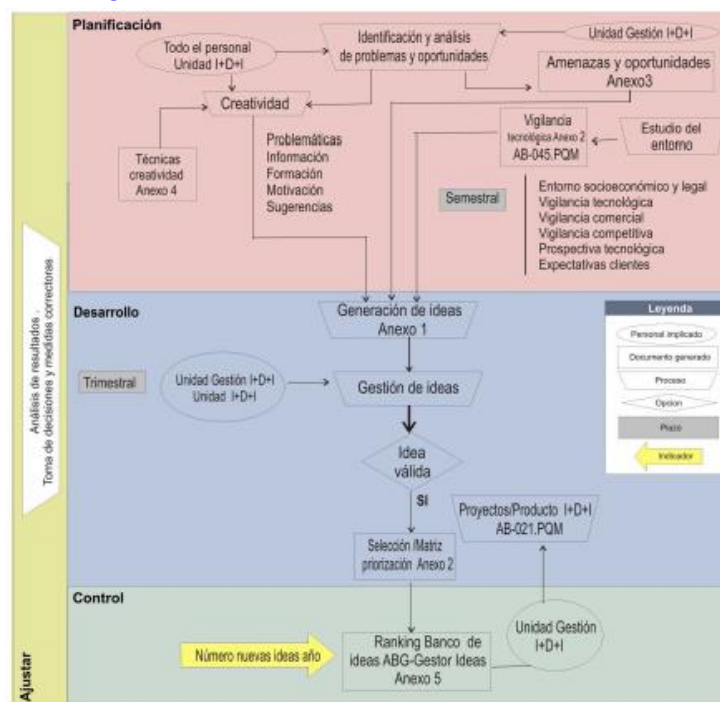 Planificación
Todo el personal
Unidad I+D+I
Identificación y análisis
de problemas y oportunidades
Unidad Gestión I+D+I
Amenazas y oportunidades
Anexo3
Creatividad
Técnicas
creatividad
Anexo 4
Problemáticas
Información
Formación
Motivación
Sugerencias
Vigilancia
tecnológica Anexo 2
AB-045.PQM
Estudio del
entorno
Semestral
Entorno socioeconómico y legal
Vigilancia tecnológica
Vigilancia comercial
Vigilancia competitiva
Prospectiva tecnológica
Expectativas clientes
Análisis de resultados .
Toma de decisiones y medidas correctoras
Ajustar
Desarrollo
Generación de ideas
Anexo 1
Trimestral
Unidad Gestión I+D+I
Unidad I+D+I
Gestión de ideas
Idea
válida
SI
Selección /Matriz
priorización Anexo 2
Proyectos/Producto I+D+I
AB-021.PQM
Leyenda
Personal implicado
Documento generado
Proceso
Opcion
Plazo
Indicador
Control
Número nuevas ideas año
Ranking Banco de
ideas ABG-Gestor Ideas
Anexo 5
Unidad Gestión
I+D+I